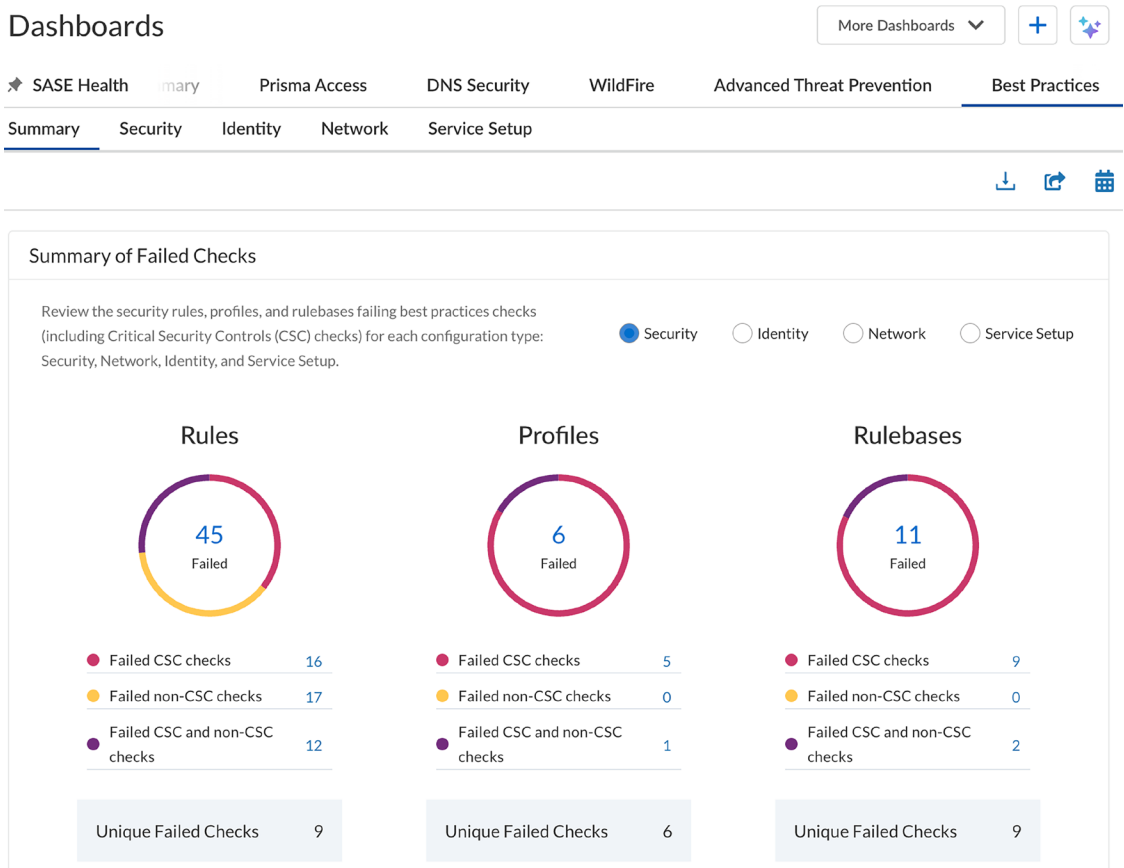 Dashboards
More Dashboards
SASE Health
mary
Prisma Access
DNS Security
WildFire
Advanced Threat Prevention
Best Practices
Summary
Security
Identity
Network
Service Setup
Summary of Failed Checks
Review the security rules, profiles, and rulebases failing best practices checks
(including Critical Security Controls (CSC) checks) for each configuration type:
Security, Network, Identity, and Service Setup.
Security
Identity
Network
Service Setup
Rules
45
Failed
Failed CSC checks 16
Failed non-CSC checks 17
Failed CSC and non-CSC
checks
12
Unique Failed Checks 9
Profiles
6
Failed
Failed CSC checks 5
Failed non-CSC checks 0
Failed CSC and non-CSC
checks
1
Unique Failed Checks 6
Rulebases
11
Failed
Failed CSC checks 9
Failed non-CSC checks 0
Failed CSC and non-CSC
checks
2
Unique Failed Checks 9